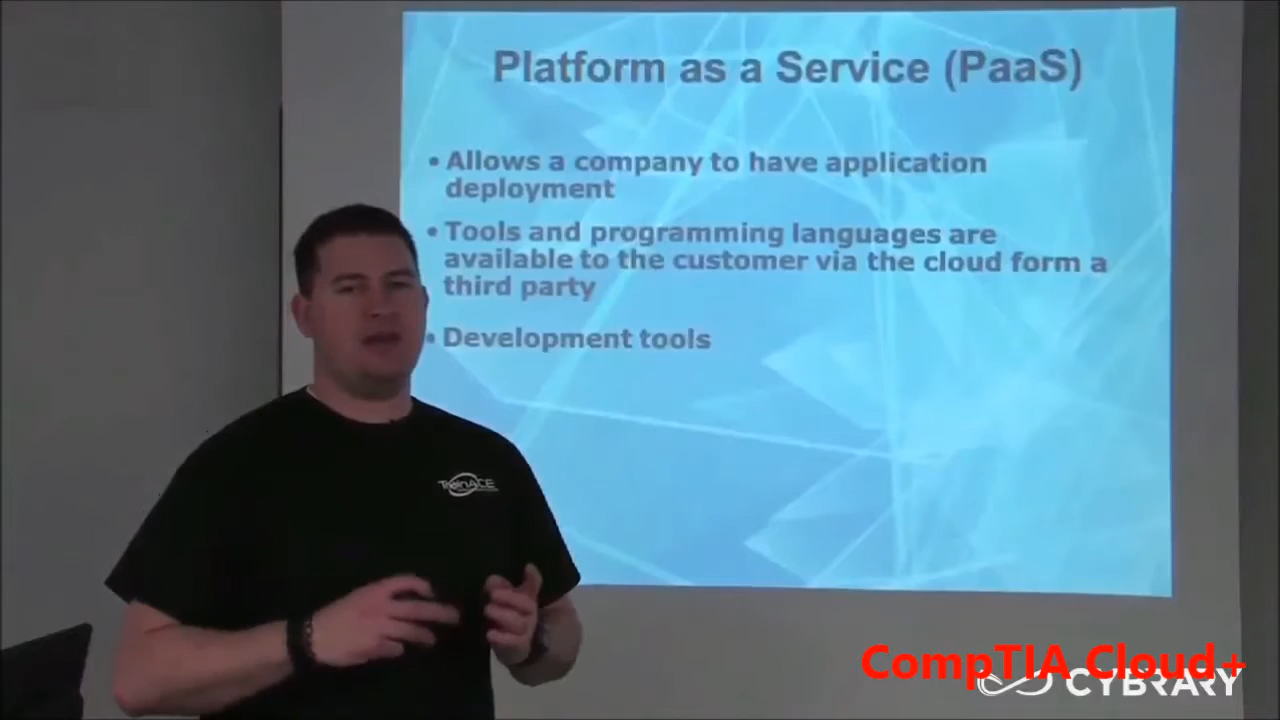 Platform as a Service (PaaS)
• Allows a company to have application
deployment
• Tools and programming languages are
available to the customer via the cloud form a
third party
• Development tools
TrainACE
CompTIA Cloud+
CYBRARY